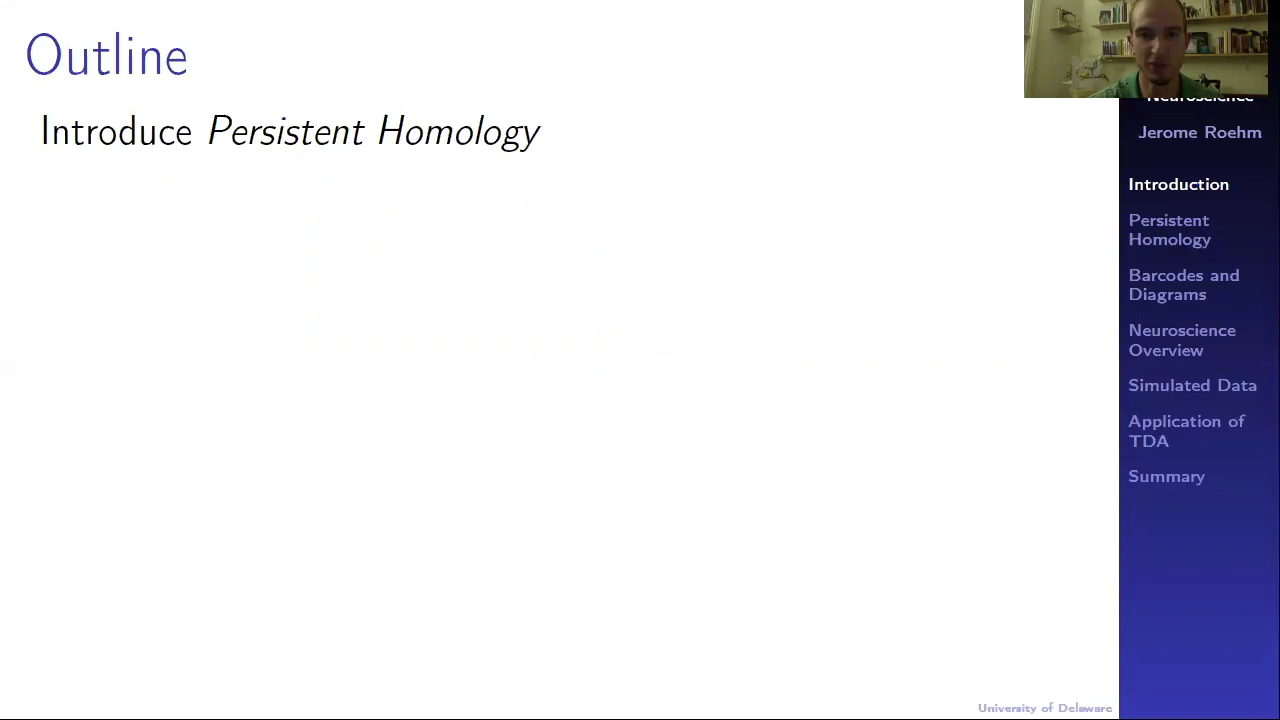 Outline
Introduce Persistent Homology
Neuroscience
Jerome Roehm
Introduction
Persistent
Homology
Barcodes and
Diagrams
Neuroscience
Overview
Simulated Data
Application of
TDA
Summary
University of Delaware